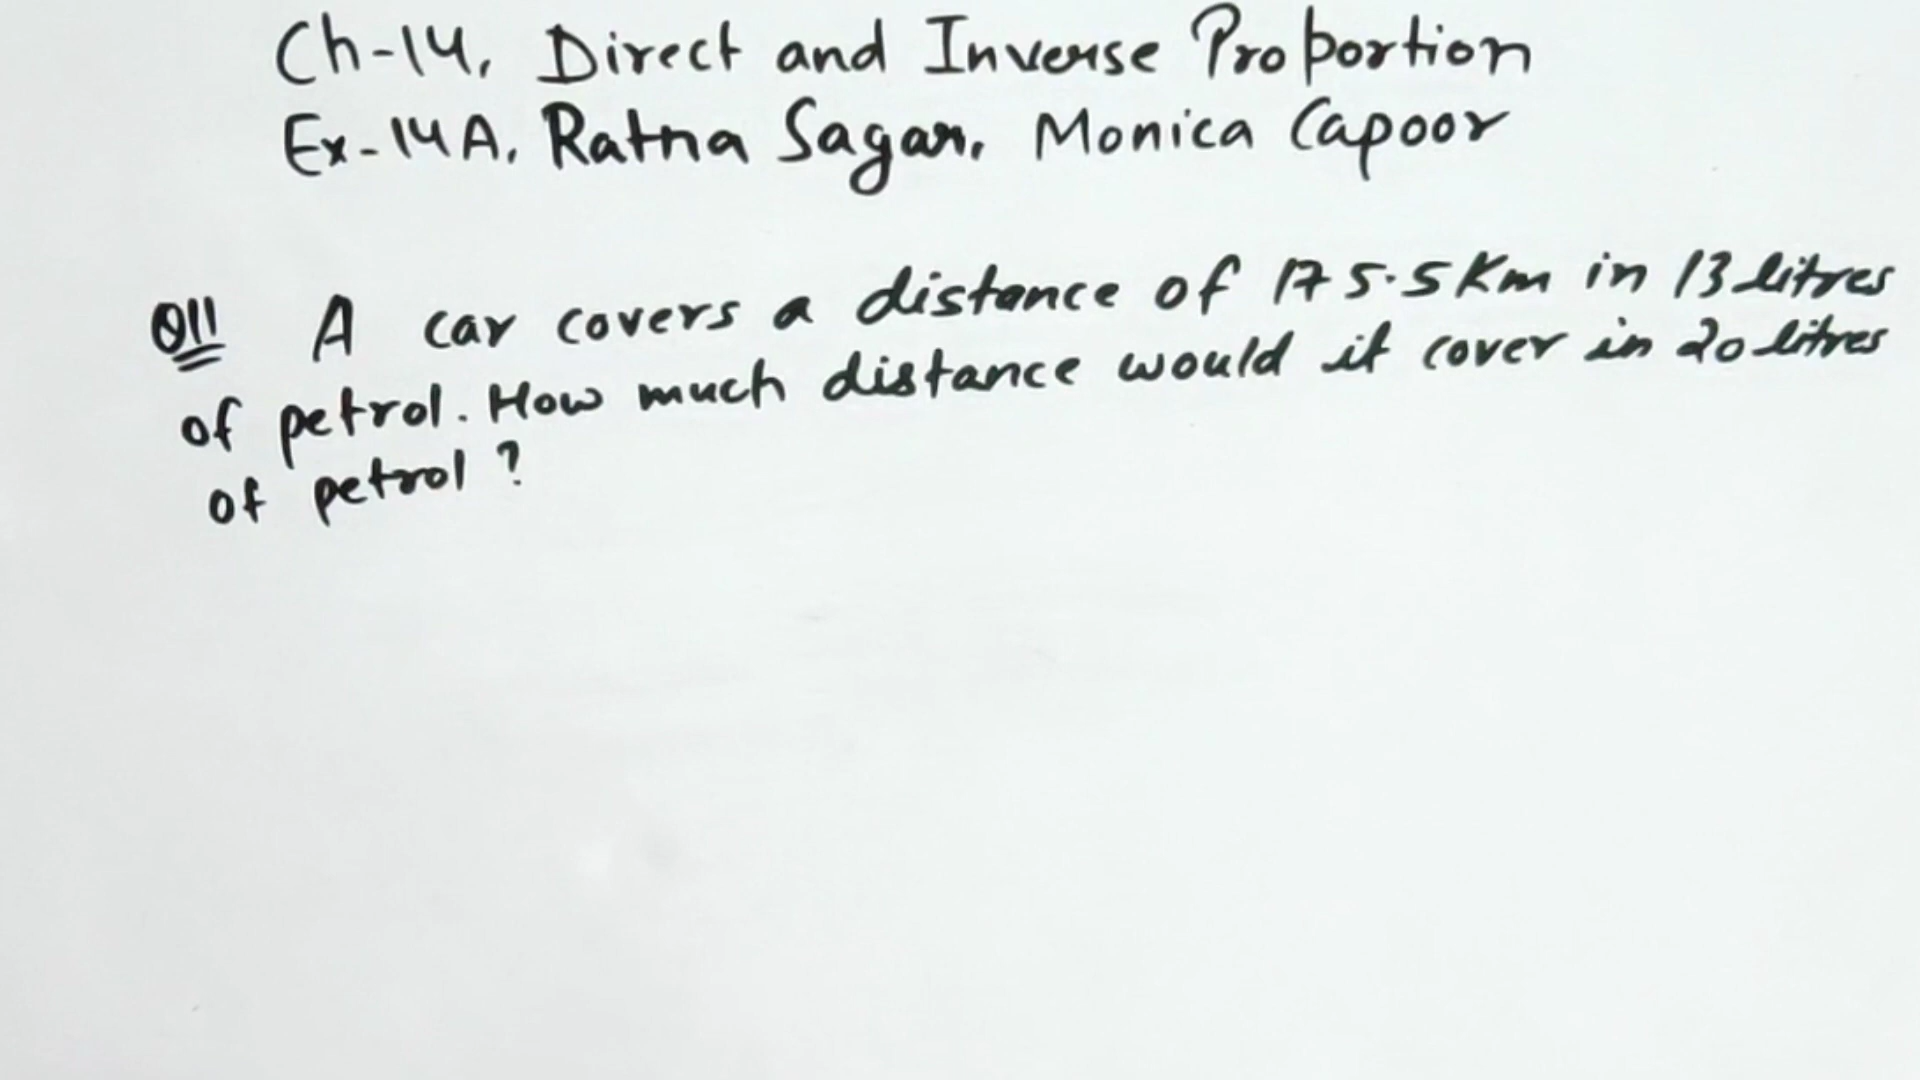 Ch-14, Direct and Inverse Proportion
Ex-14A, Ratna Sagar, Monica Capoor
Q11 A car covers a distance of 175.5 Km in 13 litres
of petrol. How much distance would it cover in 20 litres
of petrol ?